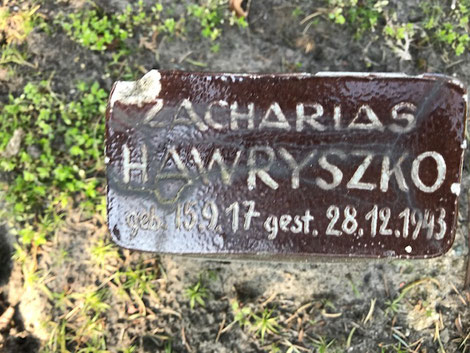 ZACHARIAS
HAWRYSZKO
geb. 15.9.17 gest. 28.12.1943